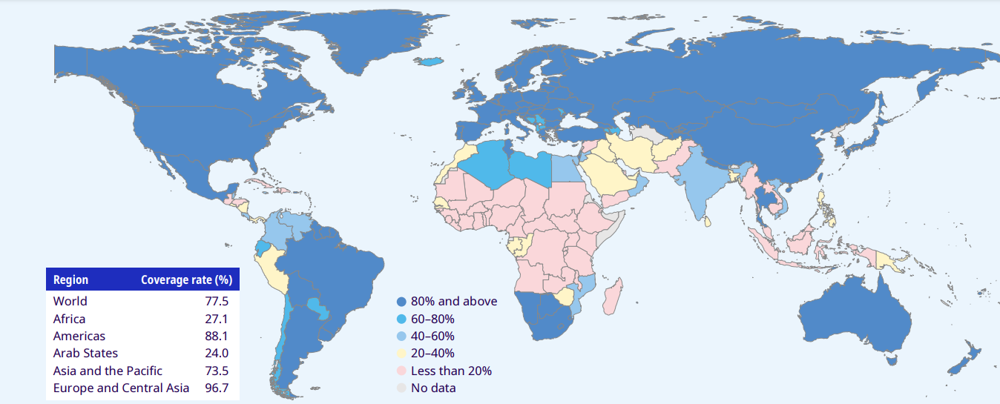 Region Coverage rate (%)
World 77.5
Africa 27.1
Americas 88.1
Arab States 24.0
Asia and the Pacific 73.5
Europe and Central Asia 96.7
80% and above
60–80%
40–60%
20–40%
Less than 20%
No data